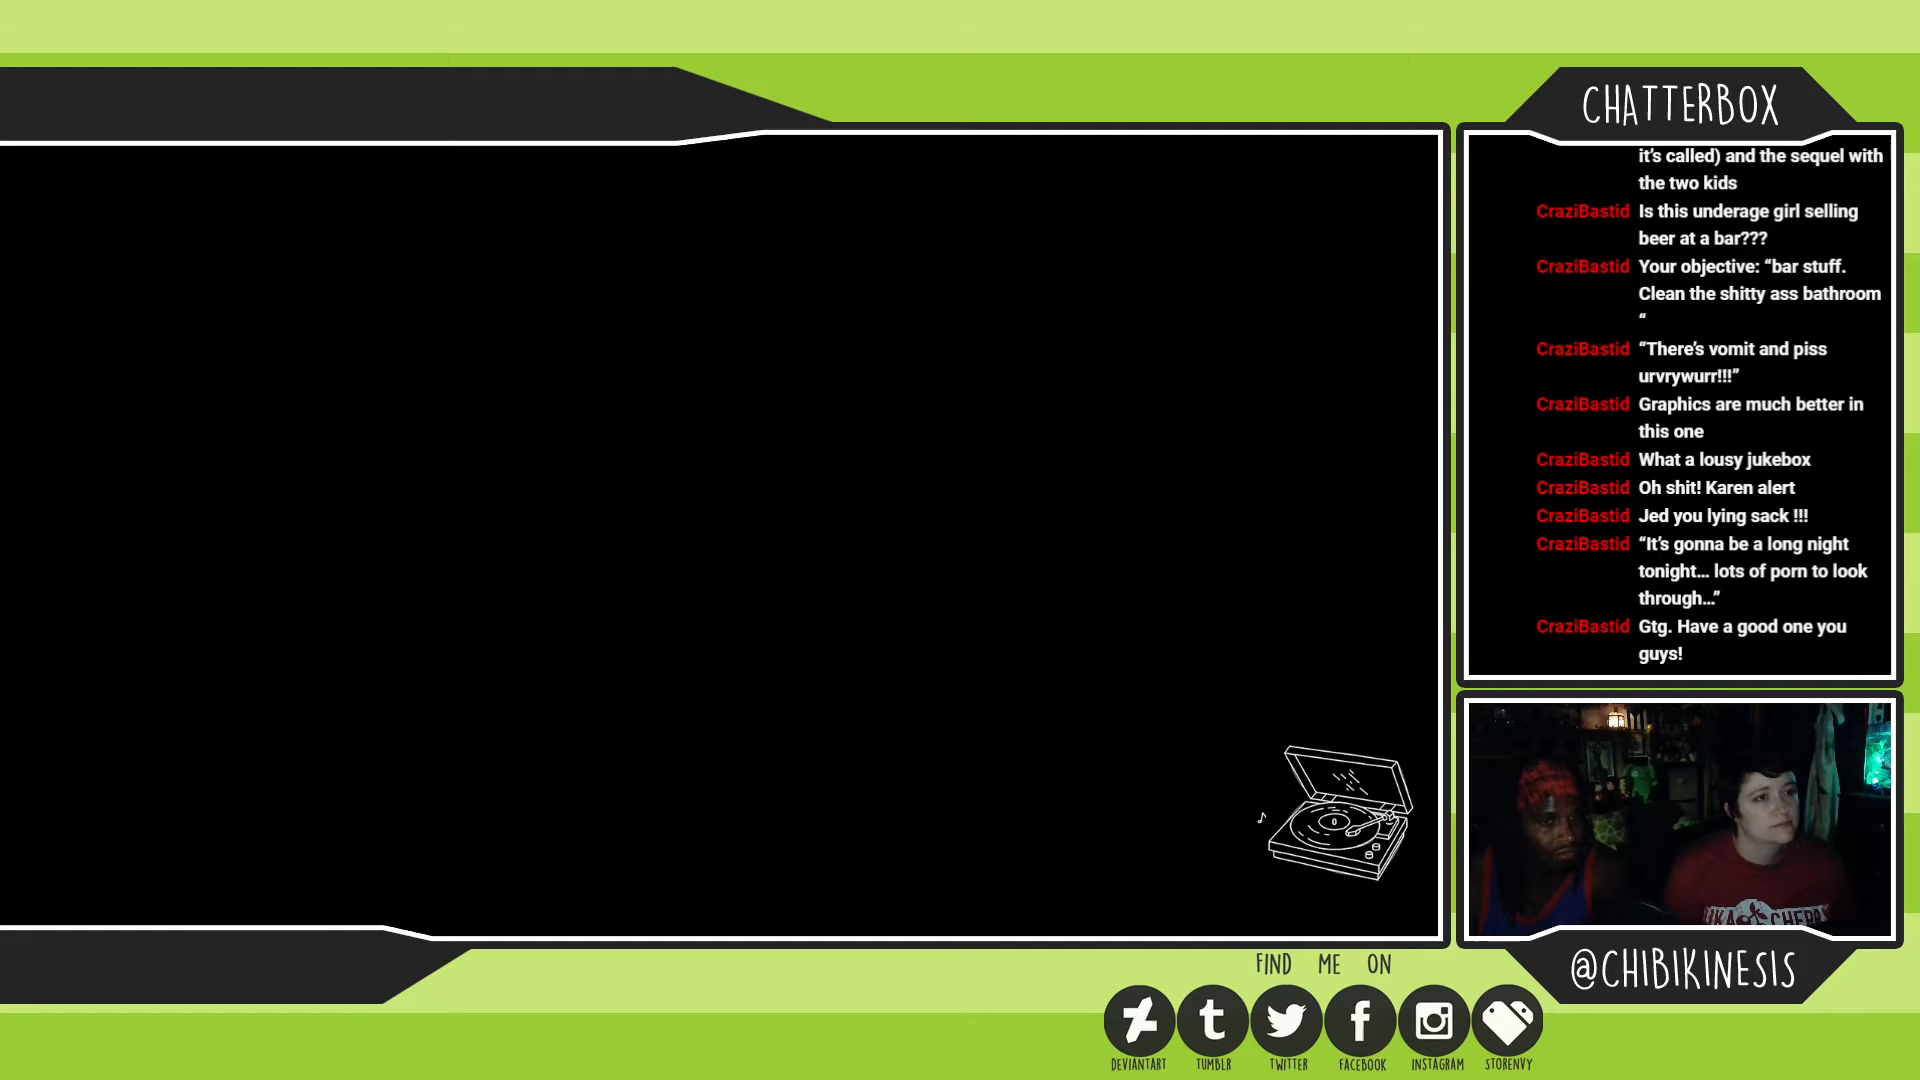 CHATTERBOX
it’s called) and the sequel with
the two kids
CraziBastid Is this underage girl selling
beer at a bar???
CraziBastid Your objective: “bar stuff.
Clean the shitty ass bathroom
“
CraziBastid “There’s vomit and piss
urvrywurr!!!”
CraziBastid Graphics are much better in
this one
CraziBastid What a lousy jukebox
CraziBastid Oh shit! Karen alert
CraziBastid Jed you lying sack !!!
CraziBastid “It’s gonna be a long night
tonight... lots of porn to look
through...”
CraziBastid Gtg. Have a good one you
guys!
@CHIBIKINESIS
FIND ME ON
DEVIANTART TUMBLR TWITTER FACEBOOK INSTAGRAM STORENVY